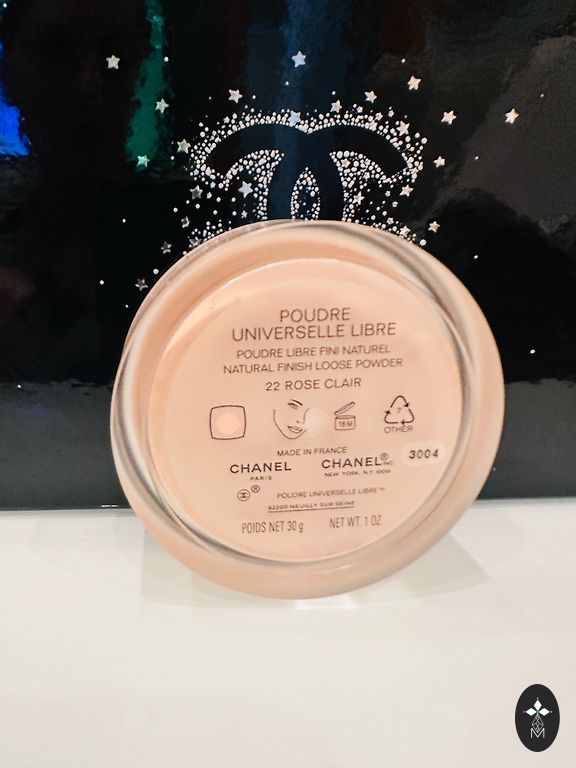 POUDRE
UNIVERSELLE LIBRE
POUDRE LIBRE FINI NATUREL
NATURAL FINISH LOOSE POWDER
22 ROSE CLAIR
18 M
7
OTHER
MADE IN FRANCE
CHANEL CHANEL® INC
PARIS NEW YORK, N.Y. 10019
3004
® POUDRE UNIVERSELLE LIBRE™
92200 NEUILLY SUR SEINE
POIDS NET 30 g NET WT. 1 OZ.
M